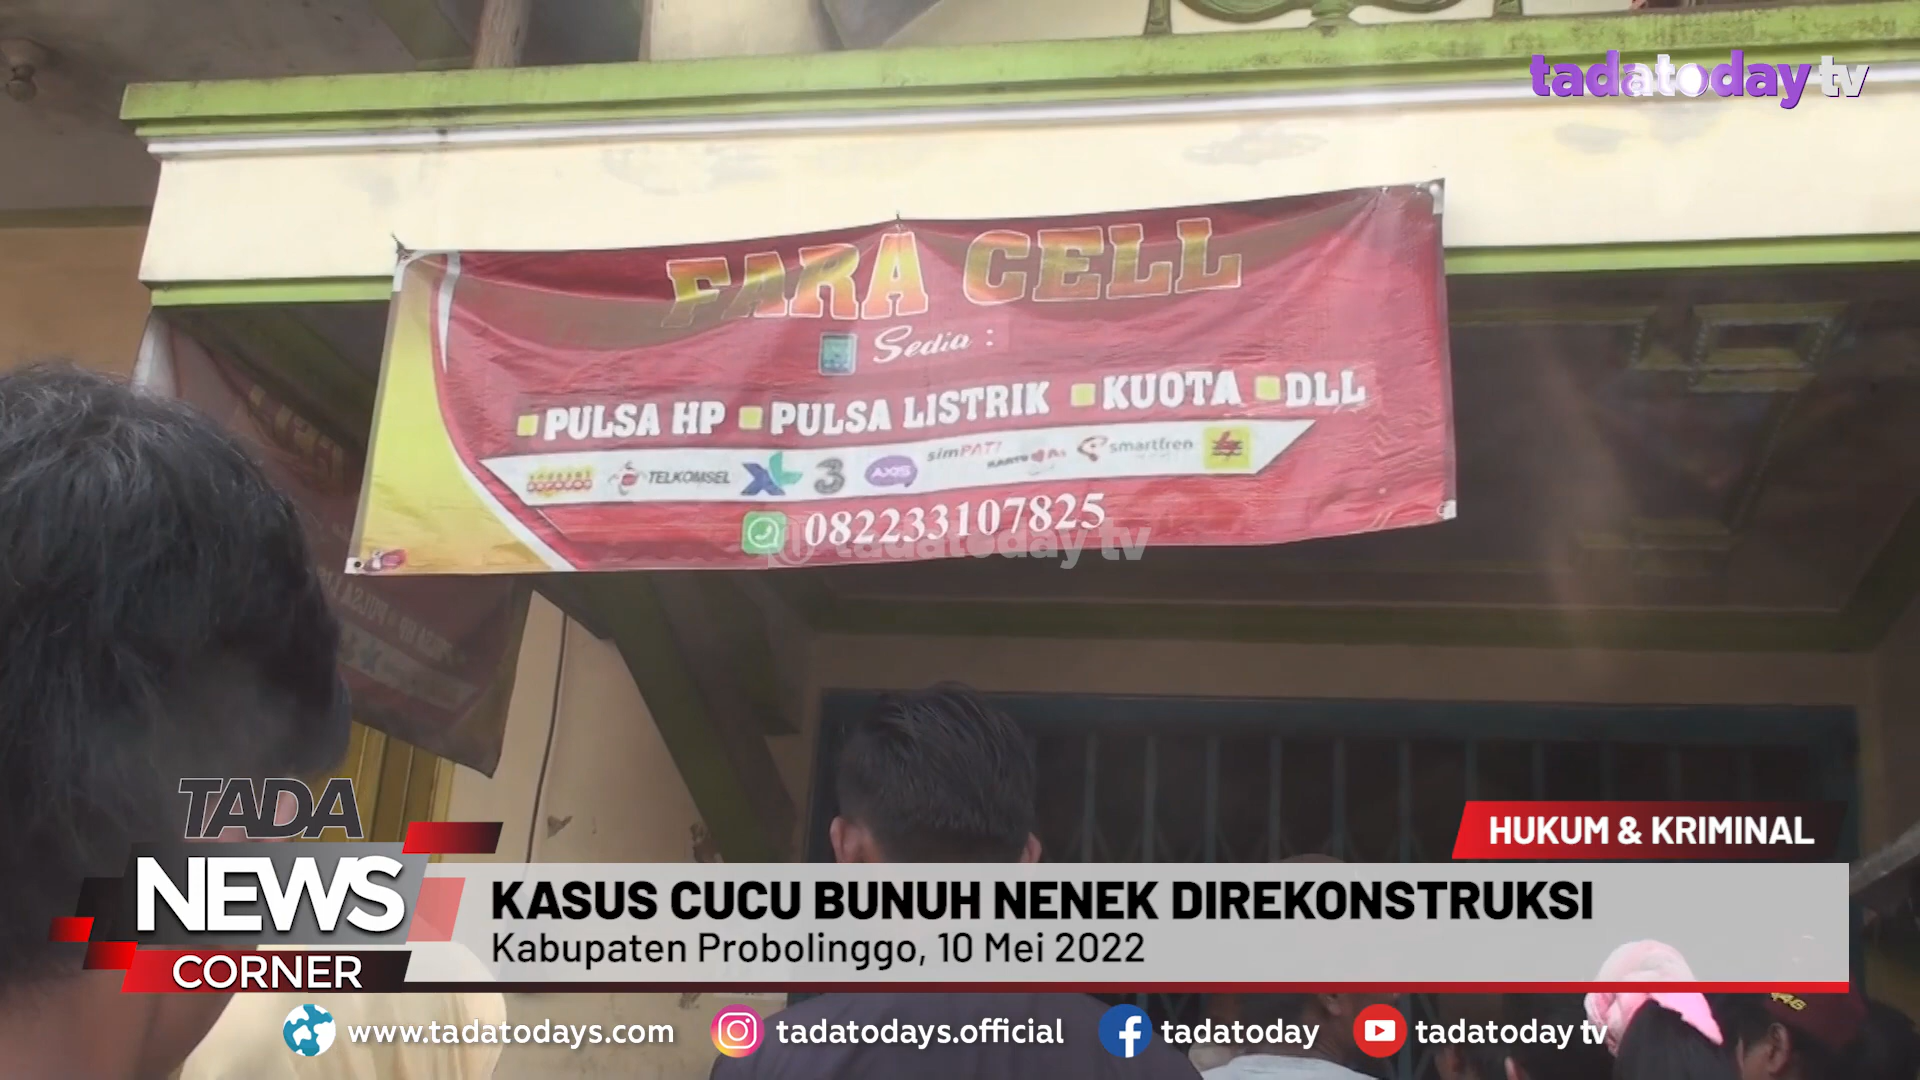 tadatoday tv
FARA CELL
Sedia :
PULSA HP PULSA LISTRIK KUOTA DLL
TELKOMSEL XL 3 AXIS simPATI KARTU As smartfren
082233107825
tadatoday tv
TADA
NEWS
CORNER
HUKUM & KRIMINAL
KASUS CUCU BUNUH NENEK DIREKONSTRUKSI
Kabupaten Probolinggo, 10 Mei 2022
www.tadatodays.com tadatodays.official tadatoday tadatoday tv